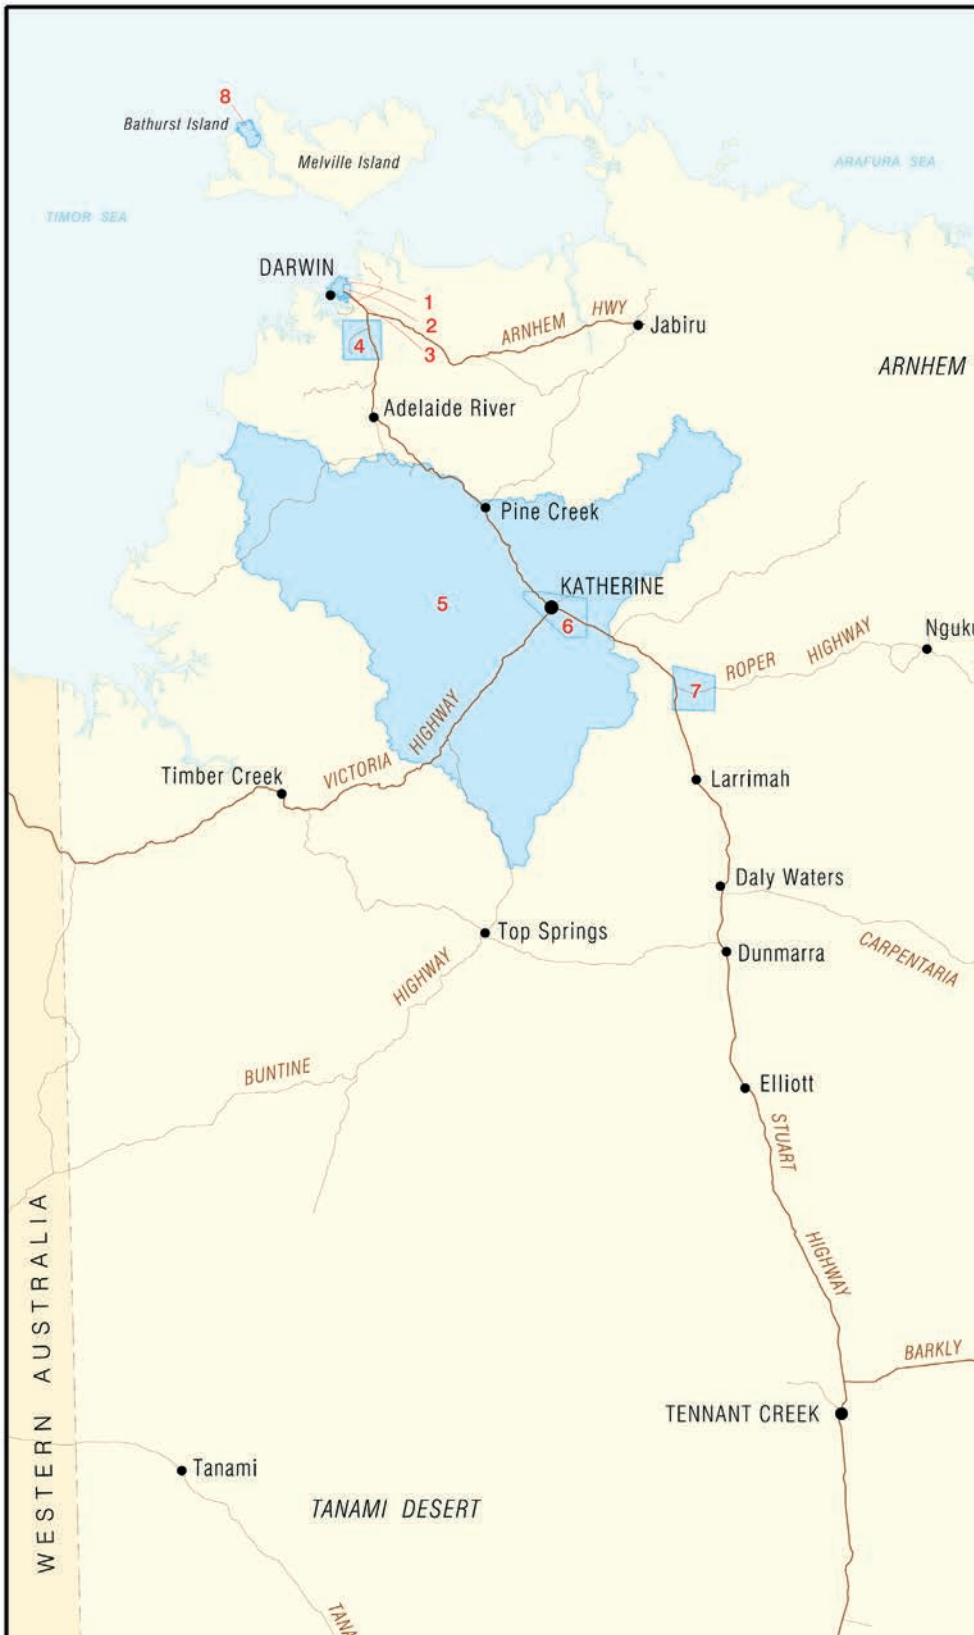 8
Bathurst Island
Melville Island
ARAFURA SEA
TIMOR SEA
DARWIN
1
2
3
4
ARNHEM HWY
Jabiru
ARNHEM
Adelaide River
Pine Creek
KATHERINE
5
6
7
ROPER HIGHWAY
Nguku
VICTORIA HIGHWAY
Timber Creek
Larrimah
Daly Waters
Top Springs
Dunmarra
CARPENTARIA
BUNTINE HIGHWAY
Elliott
STUART HIGHWAY
WESTERN AUSTRALIA
BARKLY
TENNANT CREEK
Tanami
TANAMI DESERT
TANA